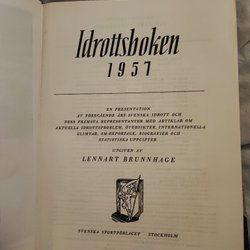 Idrottsboken
1957
EN PRESENTATION
AV FÖREGÅENDE ÅRS SVENSKA IDROTT OCH
DESS FRÄMSTA REPRESENTANTER MED ARTIKLAR OM
AKTUELLA IDROTTSPROBLEM, ÖVERSIKTER, INTERNATIONELLA
GLIMTAR, OS-REPORTAGE, BIOGRAFIER OCH
STATISTISKA UPPGIFTER
UTGIVEN AV
LENNART BRUNNHAGE
SVENSKA SPORTFÖRLAGET - STOCKHOLM